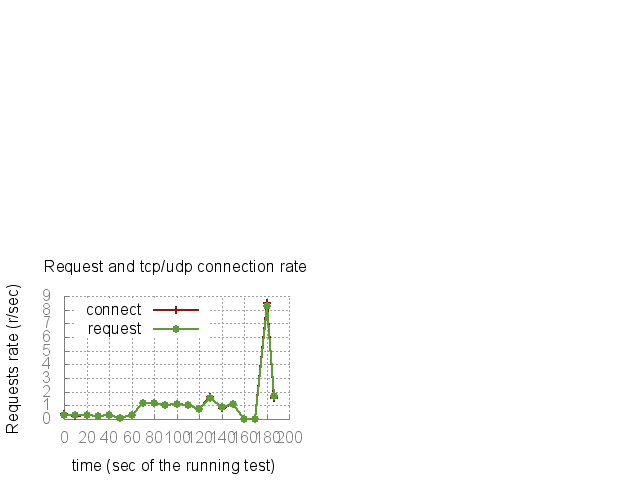 Request and tcp/udp connection rate
Requests rate (r/sec)
9
8
7
6
5
4
3
2
1
0
connect
request
0 20 40 60 80 100 120 140 160 180 200
time (sec of the running test)